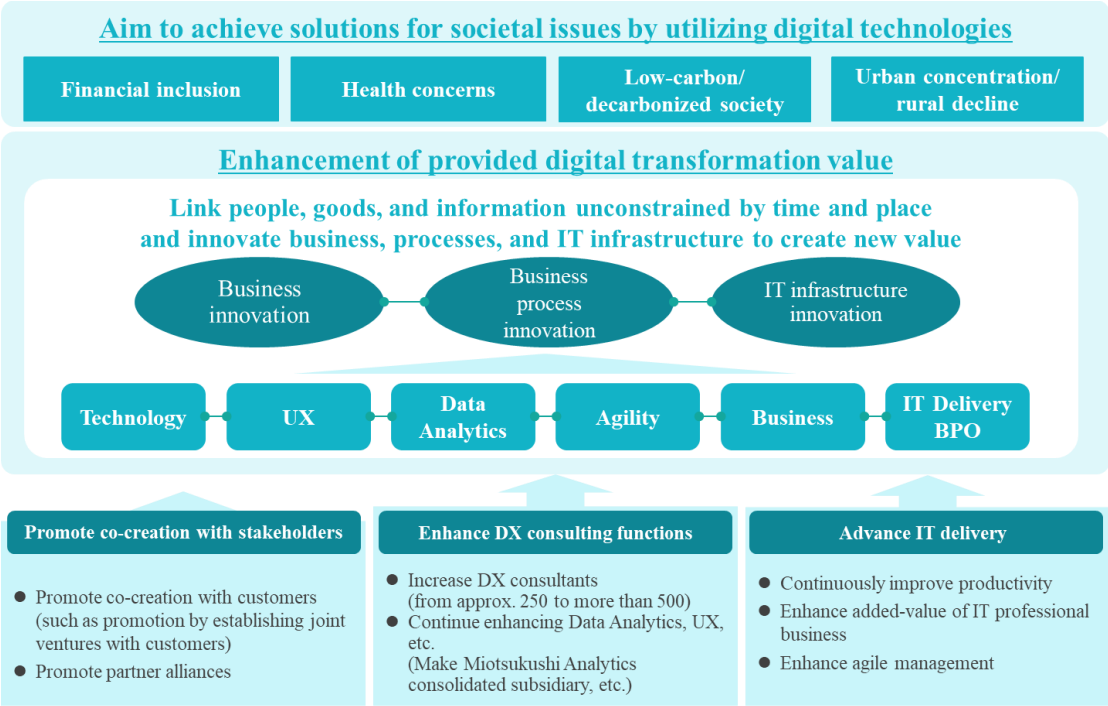 Aim to achieve solutions for societal issues by utilizing digital technologies
Financial inclusion
Health concerns
Low-carbon/
decarbonized society
Urban concentration/
rural decline
Enhancement of provided digital transformation value
Link people, goods, and information unconstrained by time and place
and innovate business, processes, and IT infrastructure to create new value
Business
innovation
Business
process
innovation
IT infrastructure
innovation
Technology
UX
Data
Analytics
Agility
Business
IT Delivery
BPO
Promote co-creation with stakeholders
● Promote co-creation with customers
(such as promotion by establishing joint
ventures with customers)
● Promote partner alliances
Enhance DX consulting functions
● Increase DX consultants
(from approx. 250 to more than 500)
● Continue enhancing Data Analytics, UX,
etc.
(Make Miotsukushi Analytics
consolidated subsidiary, etc.)
Advance IT delivery
● Continuously improve productivity
● Enhance added-value of IT professional
business
● Enhance agile management